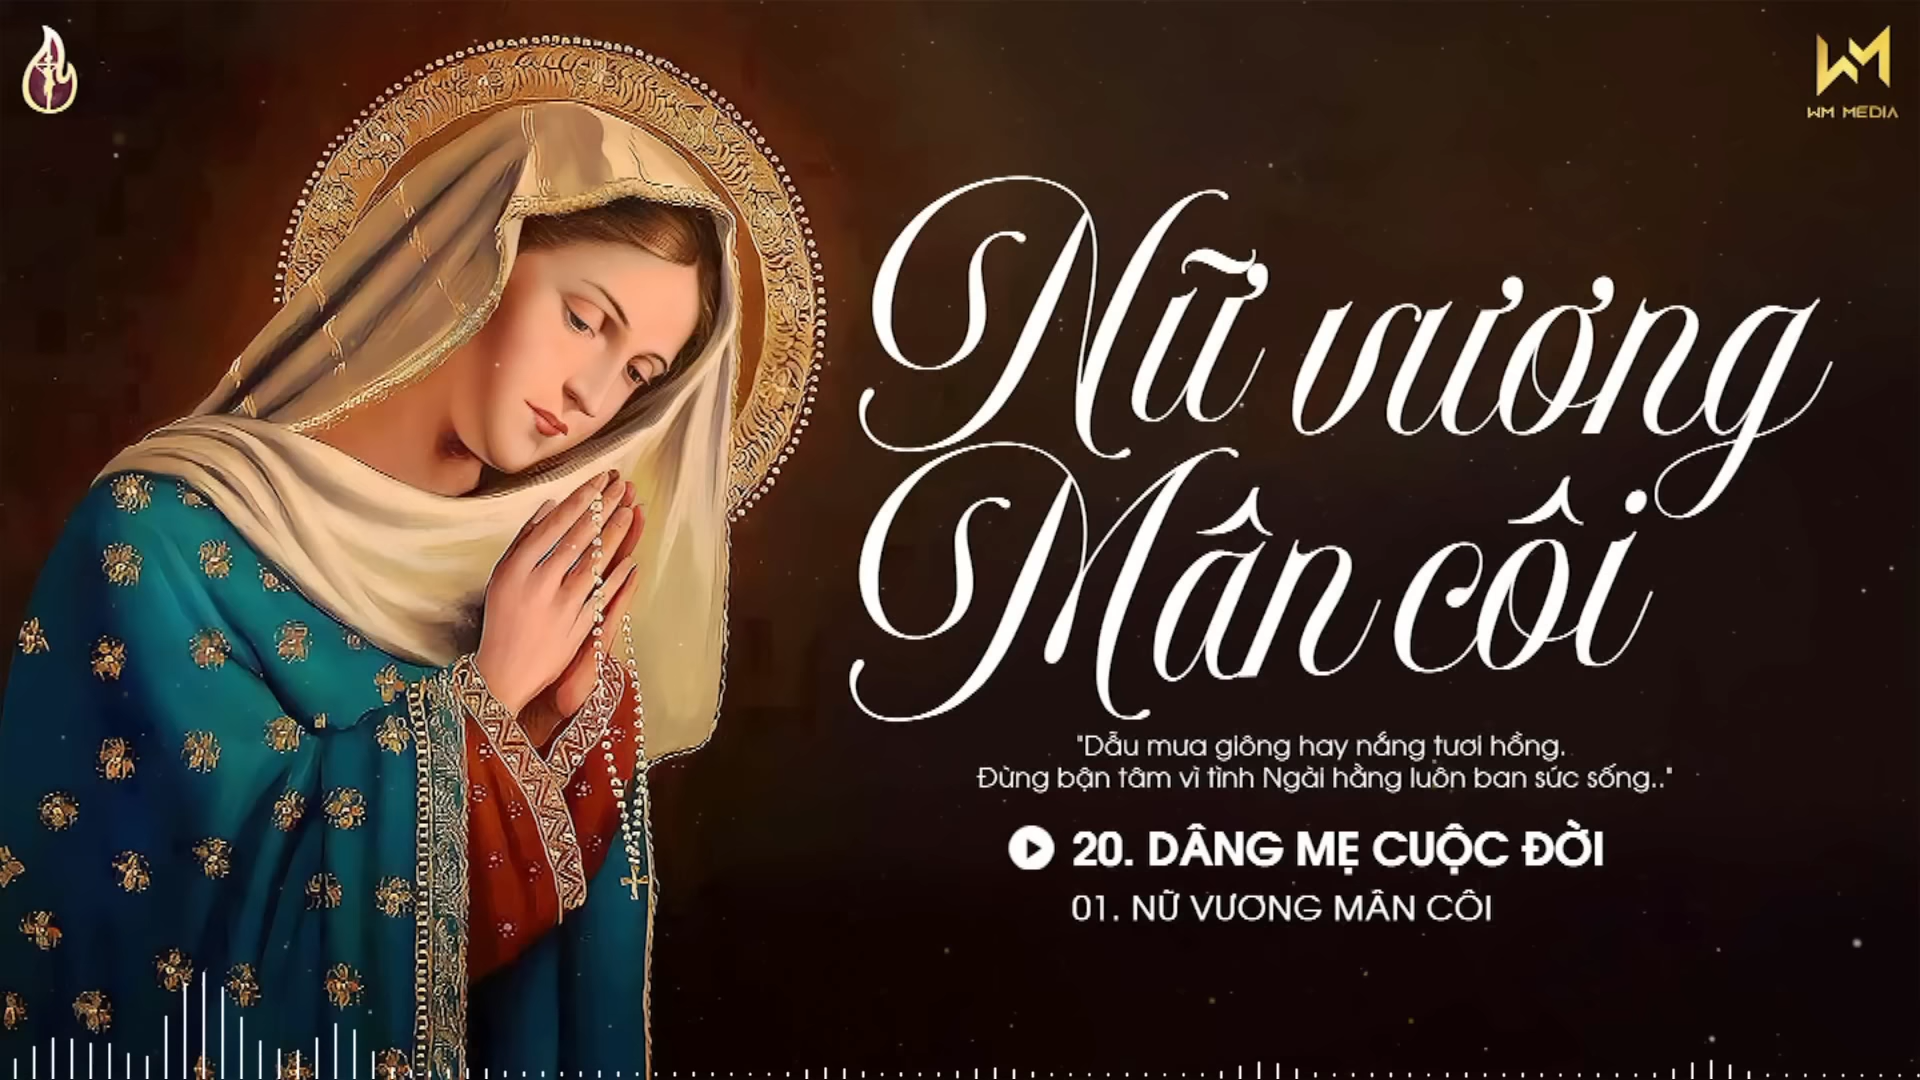 WM MEDIA
Nữ vương
Mân côi
"Dẫu mưa giông hay nắng tươi hồng.
Đừng bận tâm vì tình Ngài hằng luôn ban sức sống.."
20. DÂNG MẸ CUỘC ĐỜI
01. NỮ VƯƠNG MÂN CÔI